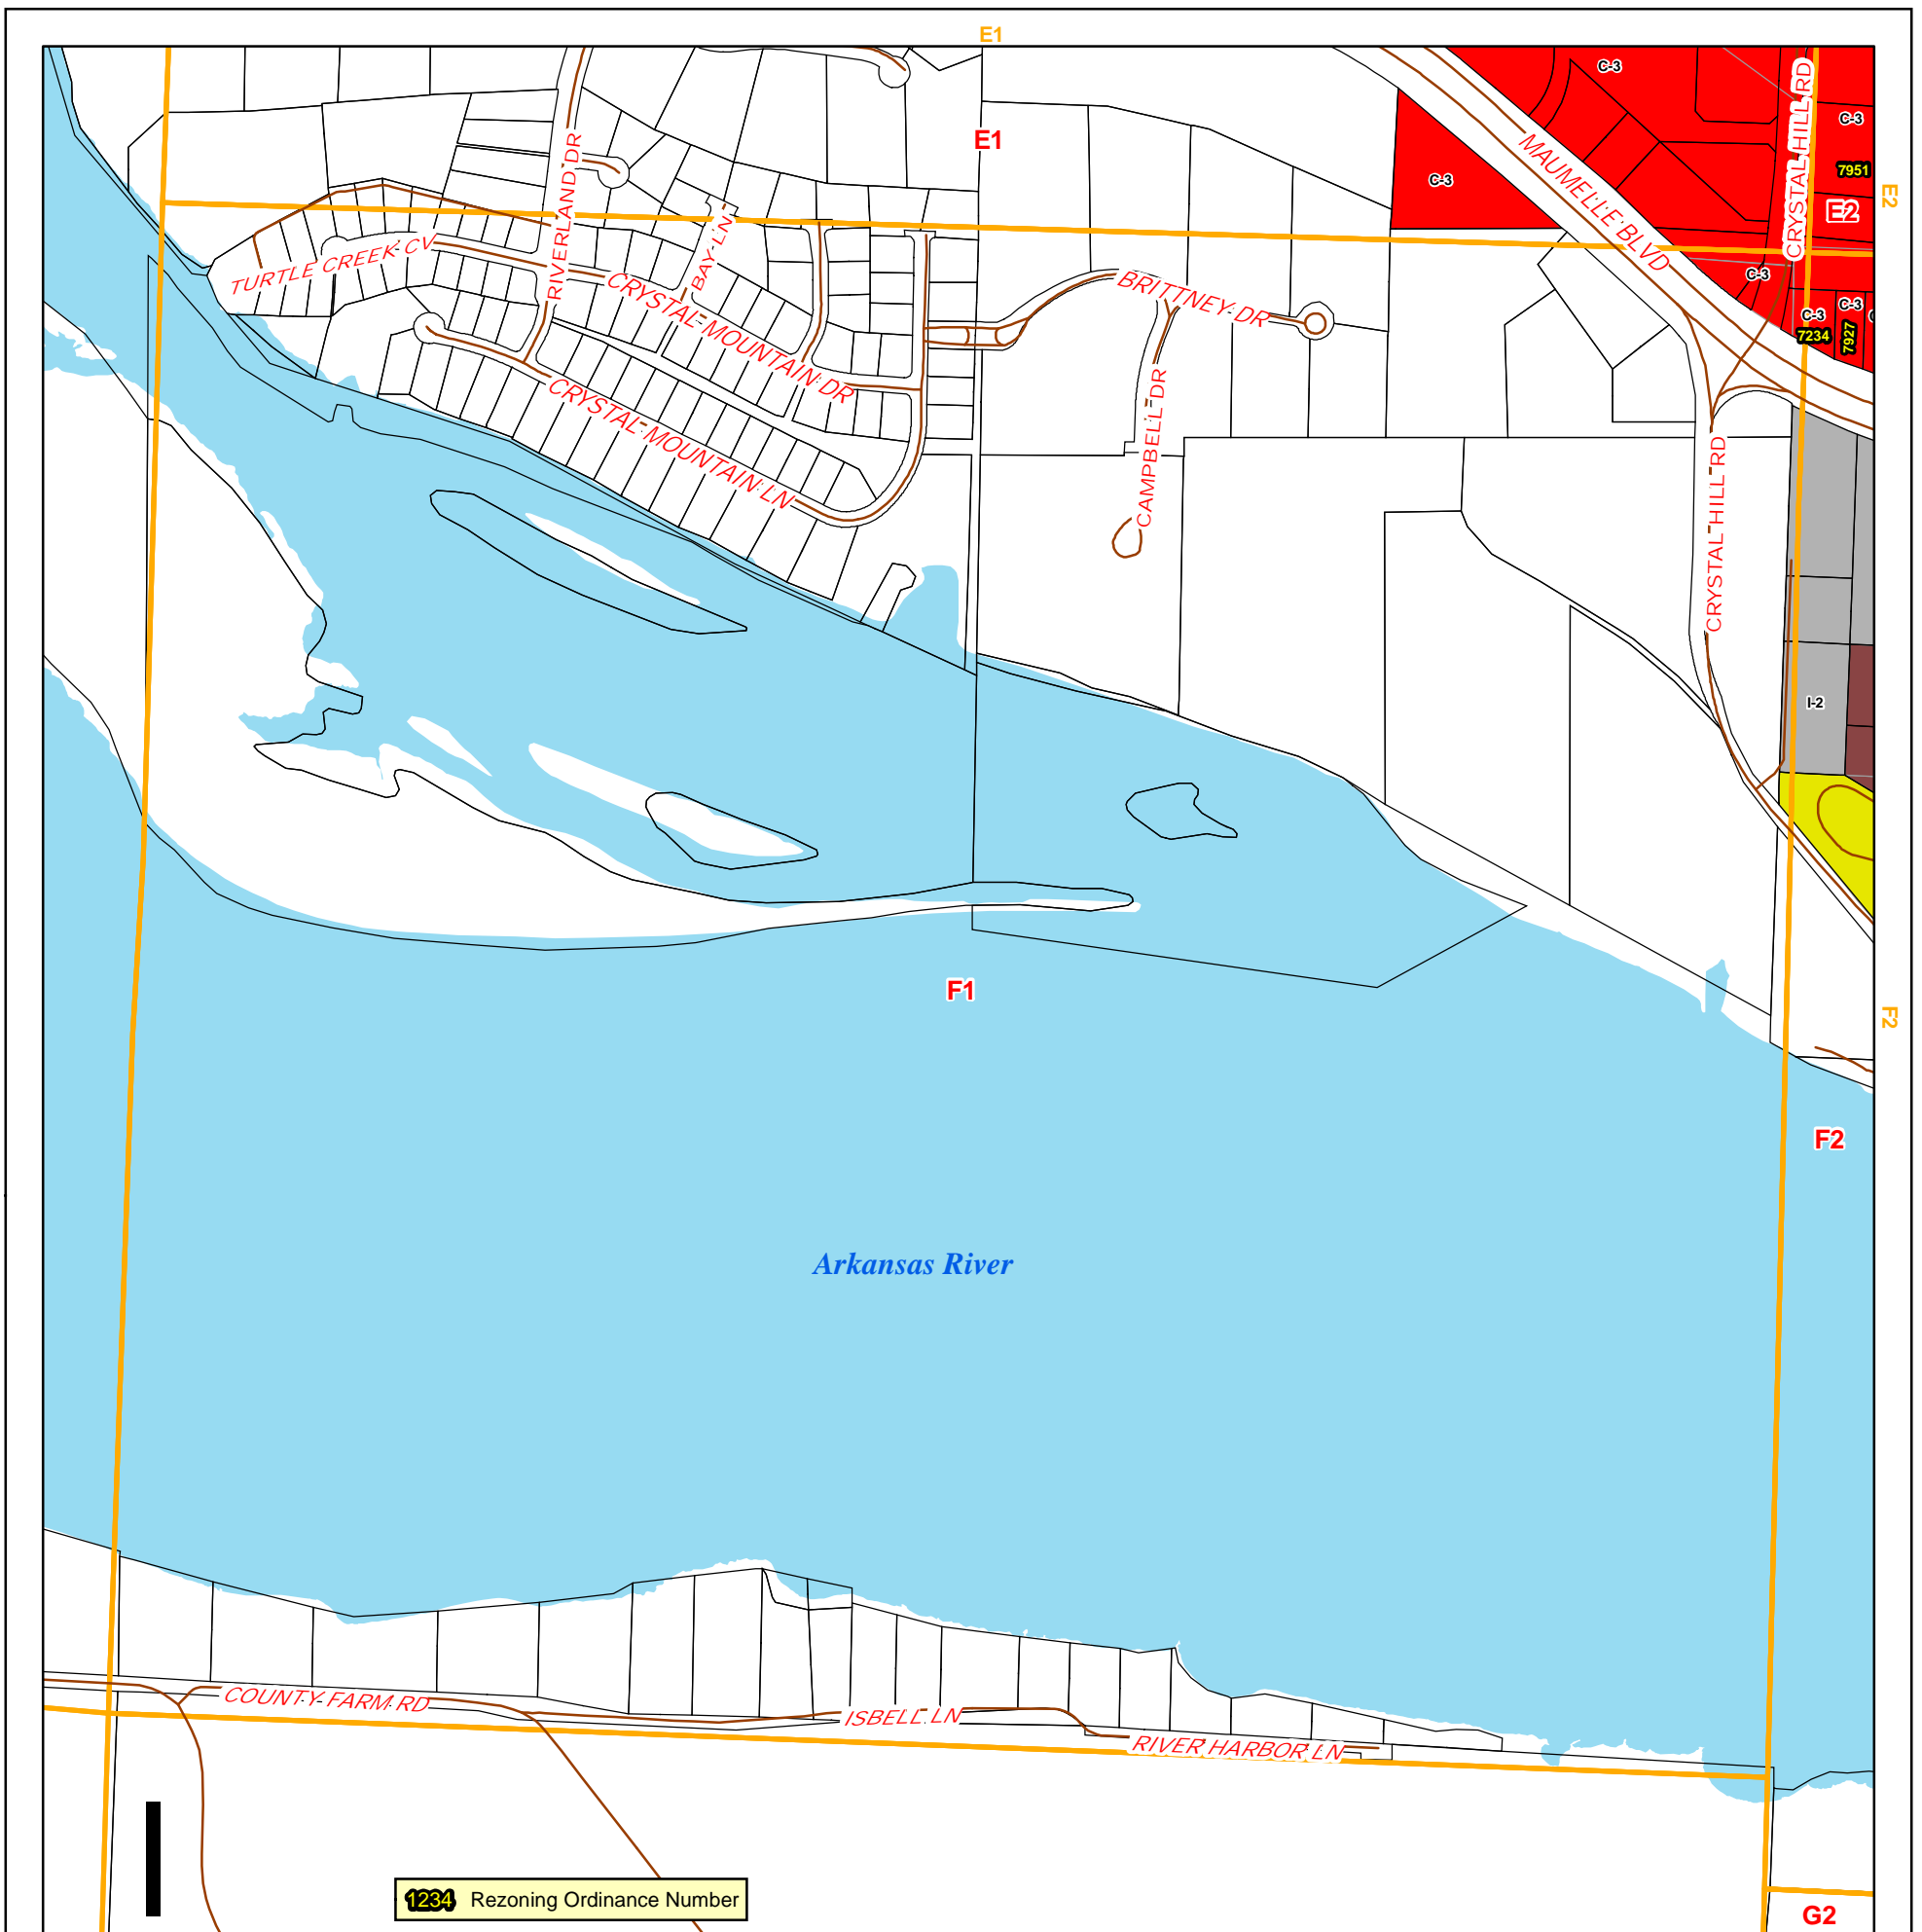 E1
C-3
CRYSTAL HILL RD
C-3
E1
MAUMELLE BLVD
7951
C-3
E2
E2
RIVERLAND DR
TURTLE CREEK CV
BAY LN
CRYSTAL MOUNTAIN DR
BRITTNEY DR
C-3
C-3
C-3
7234
7927
CRYSTAL MOUNTAIN LN
CAMPBELL DR
CRYSTAL HILL RD
I-2
F1
F2
F2
Arkansas River
COUNTY FARM RD
ISBELL LN
RIVER HARBOR LN
1234 Rezoning Ordinance Number
G2